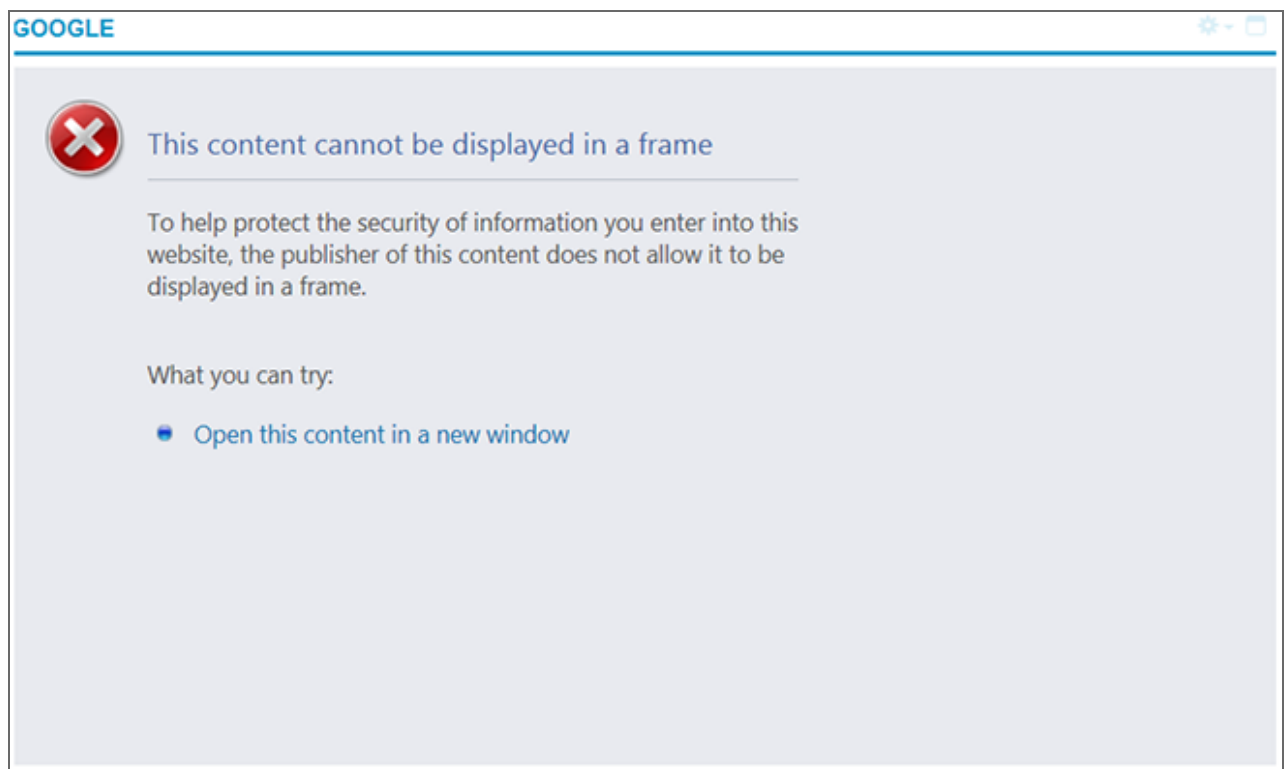 GOOGLE
This content cannot be displayed in a frame
To help protect the security of information you enter into this
website, the publisher of this content does not allow it to be
displayed in a frame.
What you can try:
Open this content in a new window